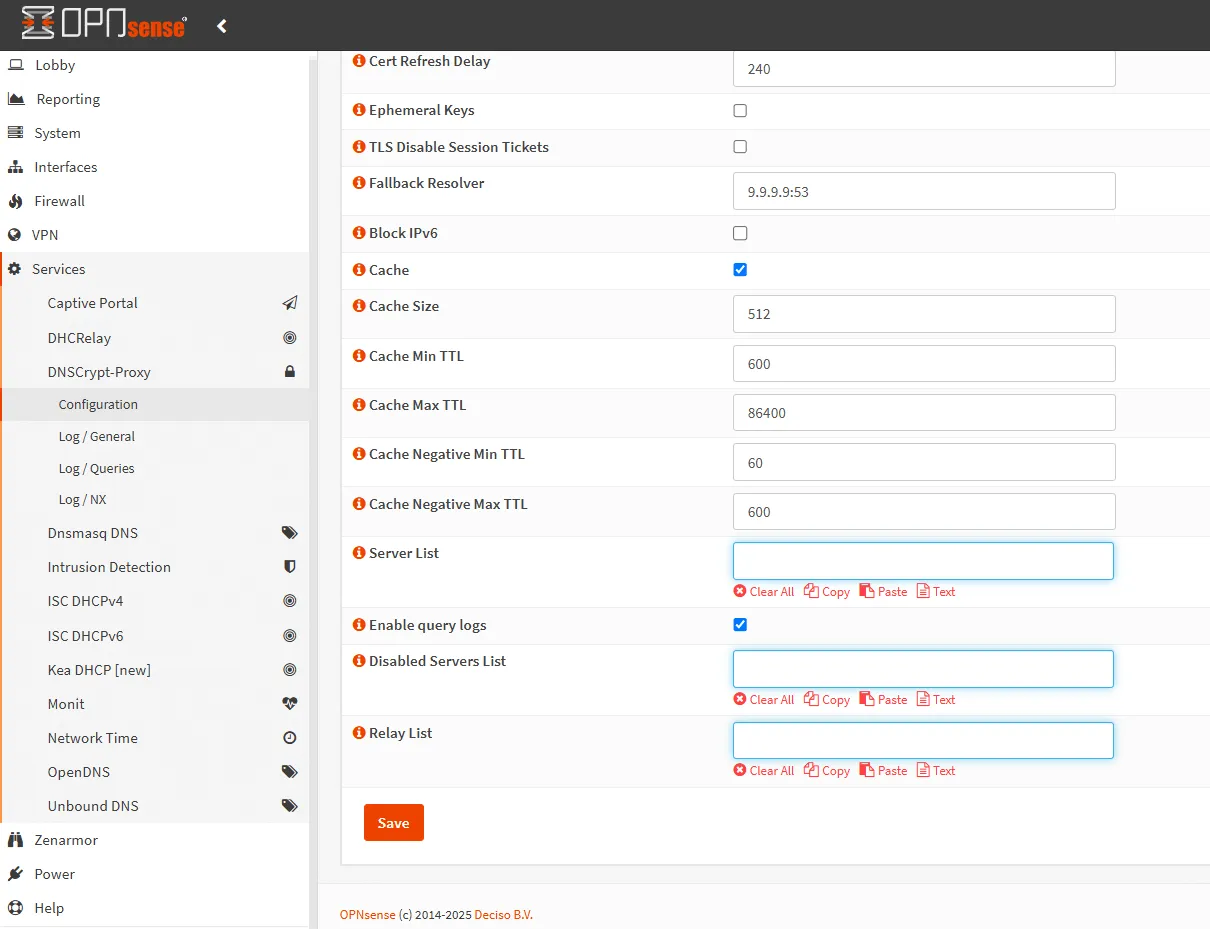 OPNsense
Lobby
Reporting
System
Interfaces
Firewall
VPN
Services
Captive Portal
DHCRelay
DNSCrypt-Proxy
Configuration
Log / General
Log / Queries
Log / NX
Dnsmasq DNS
Intrusion Detection
ISC DHCPv4
ISC DHCPv6
Kea DHCP [new]
Monit
Network Time
OpenDNS
Unbound DNS
Zenarmor
Power
Help
Cert Refresh Delay 240
Ephemeral Keys
TLS Disable Session Tickets
Fallback Resolver 9.9.9.9:53
Block IPv6
Cache
Cache Size 512
Cache Min TTL 600
Cache Max TTL 86400
Cache Negative Min TTL 60
Cache Negative Max TTL 600
Server List
Clear All Copy Paste Text
Enable query logs
Disabled Servers List
Clear All Copy Paste Text
Relay List
Clear All Copy Paste Text
Save
OPNsense (c) 2014-2025 Deciso B.V.